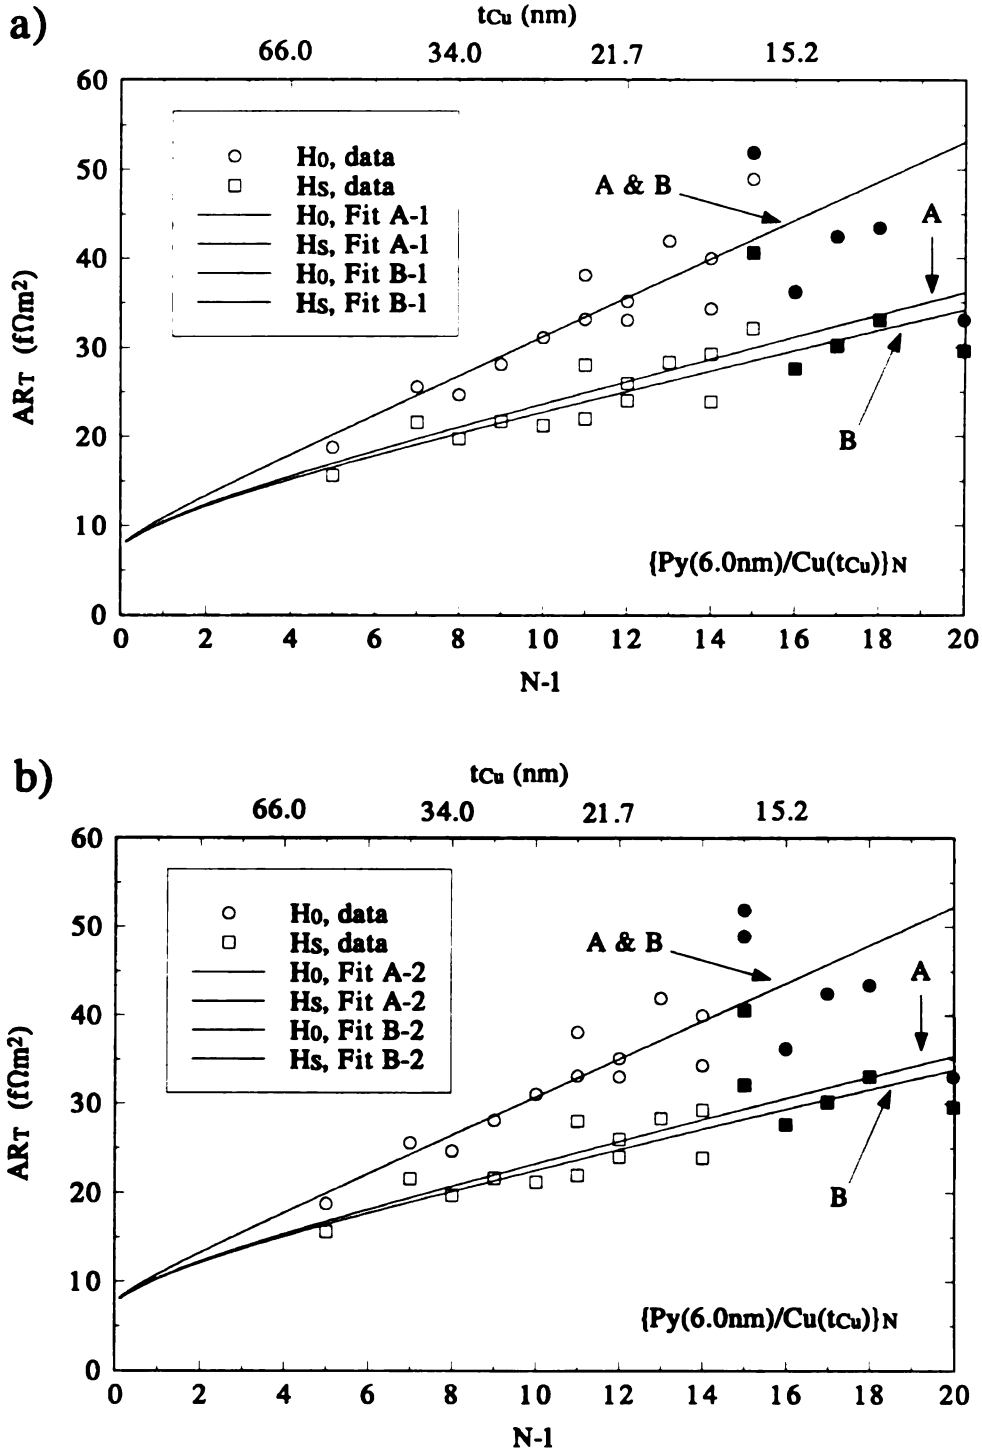 a)
tCu (nm)
66.0 34.0 21.7 15.2
60
50
40
30
20
10
0
ART (fΩm2)
H0, data
Hs, data
H0, Fit A-1
Hs, Fit A-1
H0, Fit B-1
Hs, Fit B-1
A & B
A
B
{Py(6.0nm)/Cu(tCu)}N
0 2 4 6 8 10 12 14 16 18 20
N-1
b)
tCu (nm)
66.0 34.0 21.7 15.2
60
50
40
30
20
10
0
ART (fΩm2)
H0, data
Hs, data
H0, Fit A-2
Hs, Fit A-2
H0, Fit B-2
Hs, Fit B-2
A & B
A
B
{Py(6.0nm)/Cu(tCu)}N
0 2 4 6 8 10 12 14 16 18 20
N-1